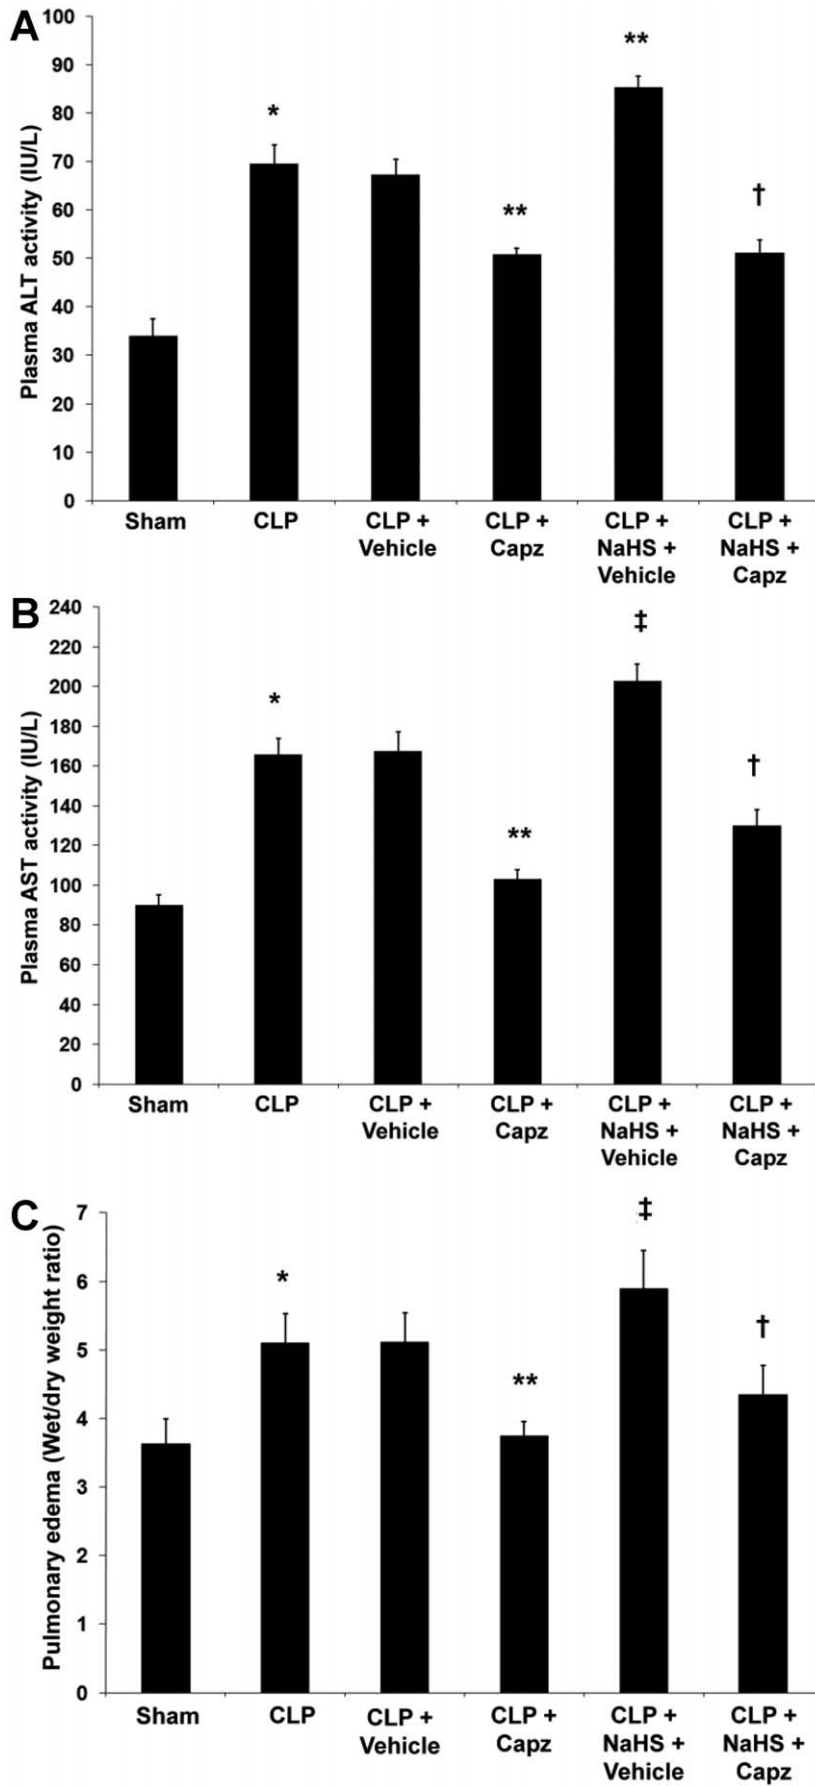 A
Plasma ALT activity (IU/L)
100
90
80
70
60
50
40
30
20
10
0
*
**
**
†
Sham
CLP
CLP +
Vehicle
CLP +
Capz
CLP +
NaHS +
Vehicle
CLP +
NaHS +
Capz
B
Plasma AST activity (IU/L)
240
220
200
180
160
140
120
100
80
60
40
20
0
*
**
‡
†
Sham
CLP
CLP +
Vehicle
CLP +
Capz
CLP +
NaHS +
Vehicle
CLP +
NaHS +
Capz
C
Pulmonary edema (Wet/dry weight ratio)
7
6
5
4
3
2
1
0
*
**
‡
†
Sham
CLP
CLP +
Vehicle
CLP +
Capz
CLP +
NaHS +
Vehicle
CLP +
NaHS +
Capz